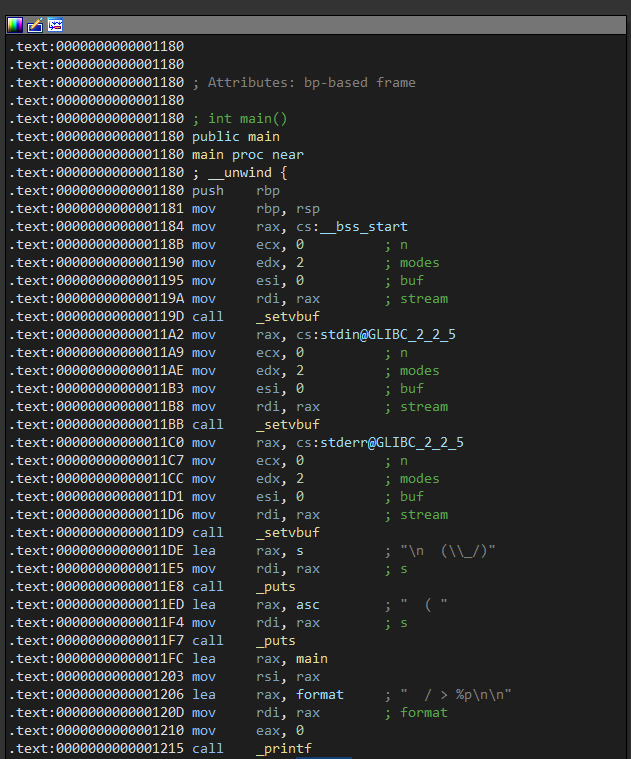 .text:0000000000001180
.text:0000000000001180
.text:0000000000001180 ; Attributes: bp-based frame
.text:0000000000001180
.text:0000000000001180 ; int main()
.text:0000000000001180 public main
.text:0000000000001180 main proc near
.text:0000000000001180 ; __unwind {
.text:0000000000001180 push    rbp
.text:0000000000001181 mov     rbp, rsp
.text:0000000000001184 mov     rax, cs:__bss_start
.text:000000000000118B mov     ecx, 0          ; n
.text:0000000000001190 mov     edx, 2          ; modes
.text:0000000000001195 mov     esi, 0          ; buf
.text:000000000000119A mov     rdi, rax        ; stream
.text:000000000000119D call    _setvbuf
.text:00000000000011A2 mov     rax, cs:stdin@GLIBC_2_2_5
.text:00000000000011A9 mov     ecx, 0          ; n
.text:00000000000011AE mov     edx, 2          ; modes
.text:00000000000011B3 mov     esi, 0          ; buf
.text:00000000000011B8 mov     rdi, rax        ; stream
.text:00000000000011BB call    _setvbuf
.text:00000000000011C0 mov     rax, cs:stderr@GLIBC_2_2_5
.text:00000000000011C7 mov     ecx, 0          ; n
.text:00000000000011CC mov     edx, 2          ; modes
.text:00000000000011D1 mov     esi, 0          ; buf
.text:00000000000011D6 mov     rdi, rax        ; stream
.text:00000000000011D9 call    _setvbuf
.text:00000000000011DE lea     rax, s          ; "\n  (\\_/)"
.text:00000000000011E5 mov     rdi, rax        ; s
.text:00000000000011E8 call    _puts
.text:00000000000011ED lea     rax, asc        ; "  ( "
.text:00000000000011F4 mov     rdi, rax        ; s
.text:00000000000011F7 call    _puts
.text:00000000000011FC lea     rax, main
.text:0000000000001203 mov     rsi, rax
.text:0000000000001206 lea     rax, format     ; "  / > %p\n\n"
.text:000000000000120D mov     rdi, rax        ; format
.text:0000000000001210 mov     eax, 0
.text:0000000000001215 call    _printf